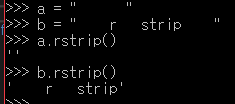 >>> a = "      "
>>> b = "    r   strip    "
>>> a.rstrip()
''
>>> b.rstrip()
'    r   strip'